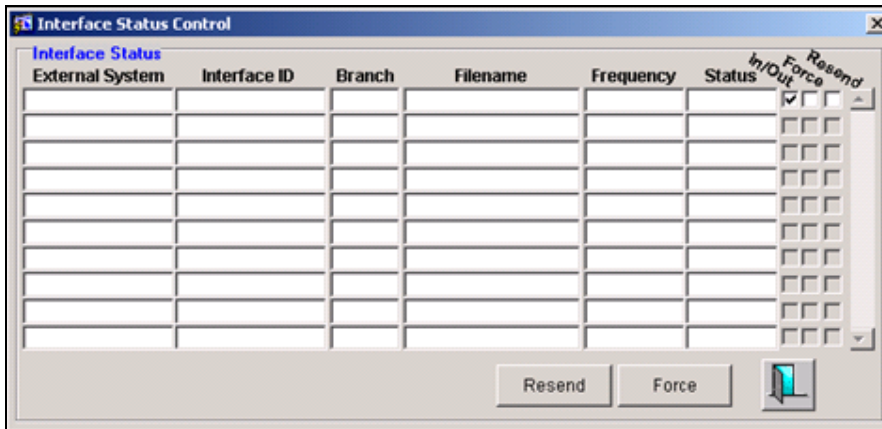 Interface Status Control
Interface Status
External System Interface ID Branch Filename Frequency Status In/Out Force Resend
Resend Force